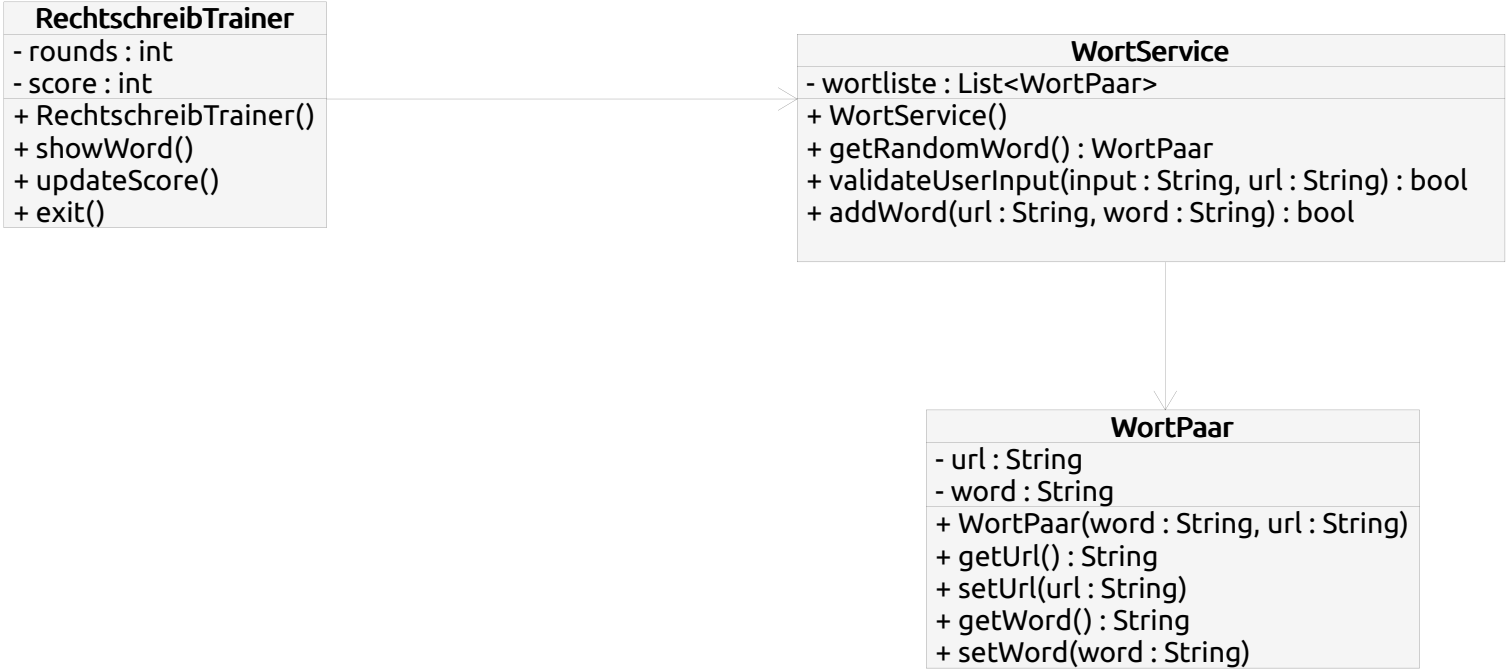 RechtschreibTrainer
- rounds : int
- score : int
+ RechtschreibTrainer()
+ showWord()
+ updateScore()
+ exit()
WortService
- wortliste : List<WortPaar>
+ WortService()
+ getRandomWord() : WortPaar
+ validateUserInput(input : String, url : String) : bool
+ addWord(url : String, word : String) : bool
WortPaar
- url : String
- word : String
+ WortPaar(word : String, url : String)
+ getUrl() : String
+ setUrl(url : String)
+ getWord() : String
+ setWord(word : String)